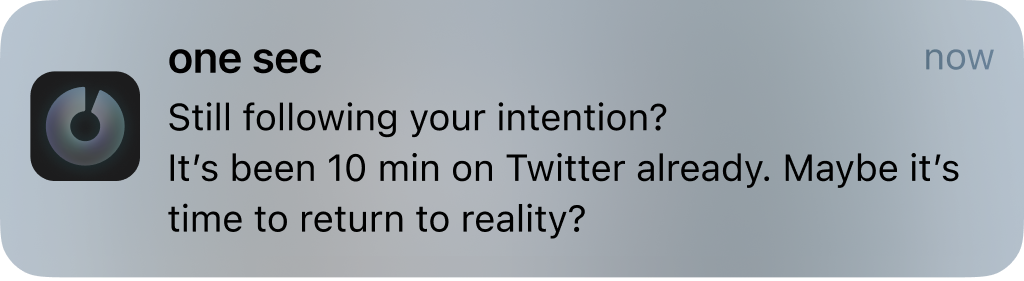 one sec
now
Still following your intention?
It’s been 10 min on Twitter already. Maybe it’s
time to return to reality?